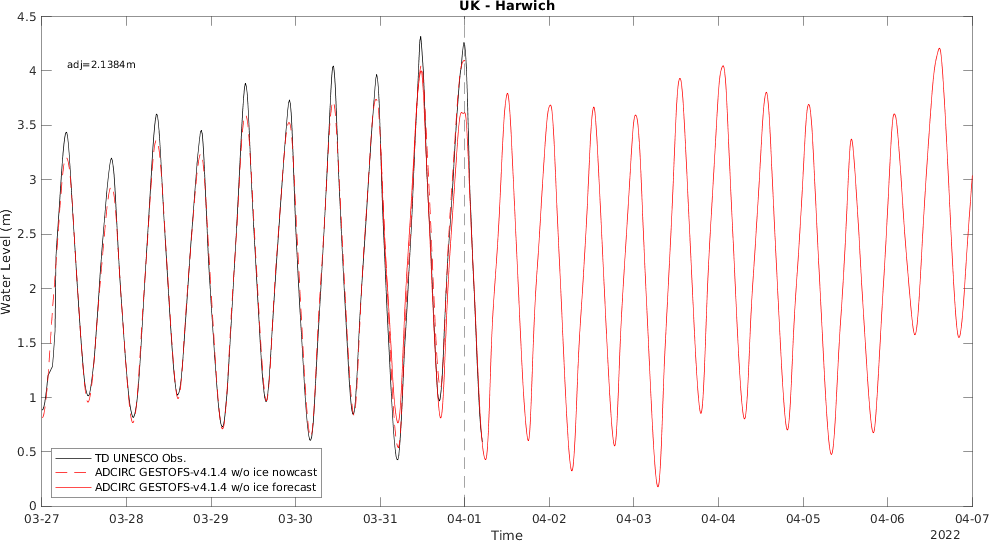 UK - Harwich
adj=2.1384m
4.5
4
3.5
3
2.5
2
1.5
1
0.5
0
Water Level (m)
TD UNESCO Obs.
ADCIRC GESTOFS-v4.1.4 w/o ice nowcast
ADCIRC GESTOFS-v4.1.4 w/o ice forecast
03-27 03-28 03-29 03-30 03-31 04-01 04-02 04-03 04-04 04-05 04-06 04-07
Time
2022